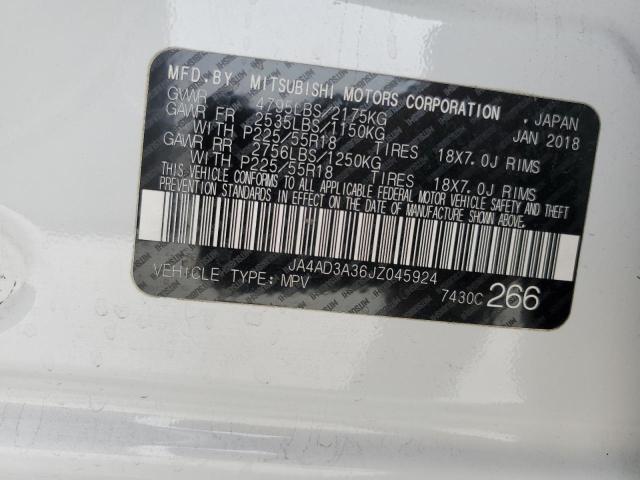 MFD. BY MITSUBISHI MOTORS CORPORATION, JAPAN
GVWR 4795LBS/2175KG JAN 2018
GAWR FR 2535LBS/1150KG
WITH P225/55R18 TIRES 18X7.0J RIMS
GAWR RR 2756LBS/1250KG
WITH P225/55R18 TIRES 18X7.0J RIMS
THIS VEHICLE CONFORMS TO ALL APPLICABLE FEDERAL MOTOR VEHICLE SAFETY AND THEFT
PREVENTION STANDARDS IN EFFECT ON THE DATE OF MANUFACTURE SHOWN ABOVE.
JA4AD3A36JZ045924
VEHICLE TYPE: MPV
7430C 266